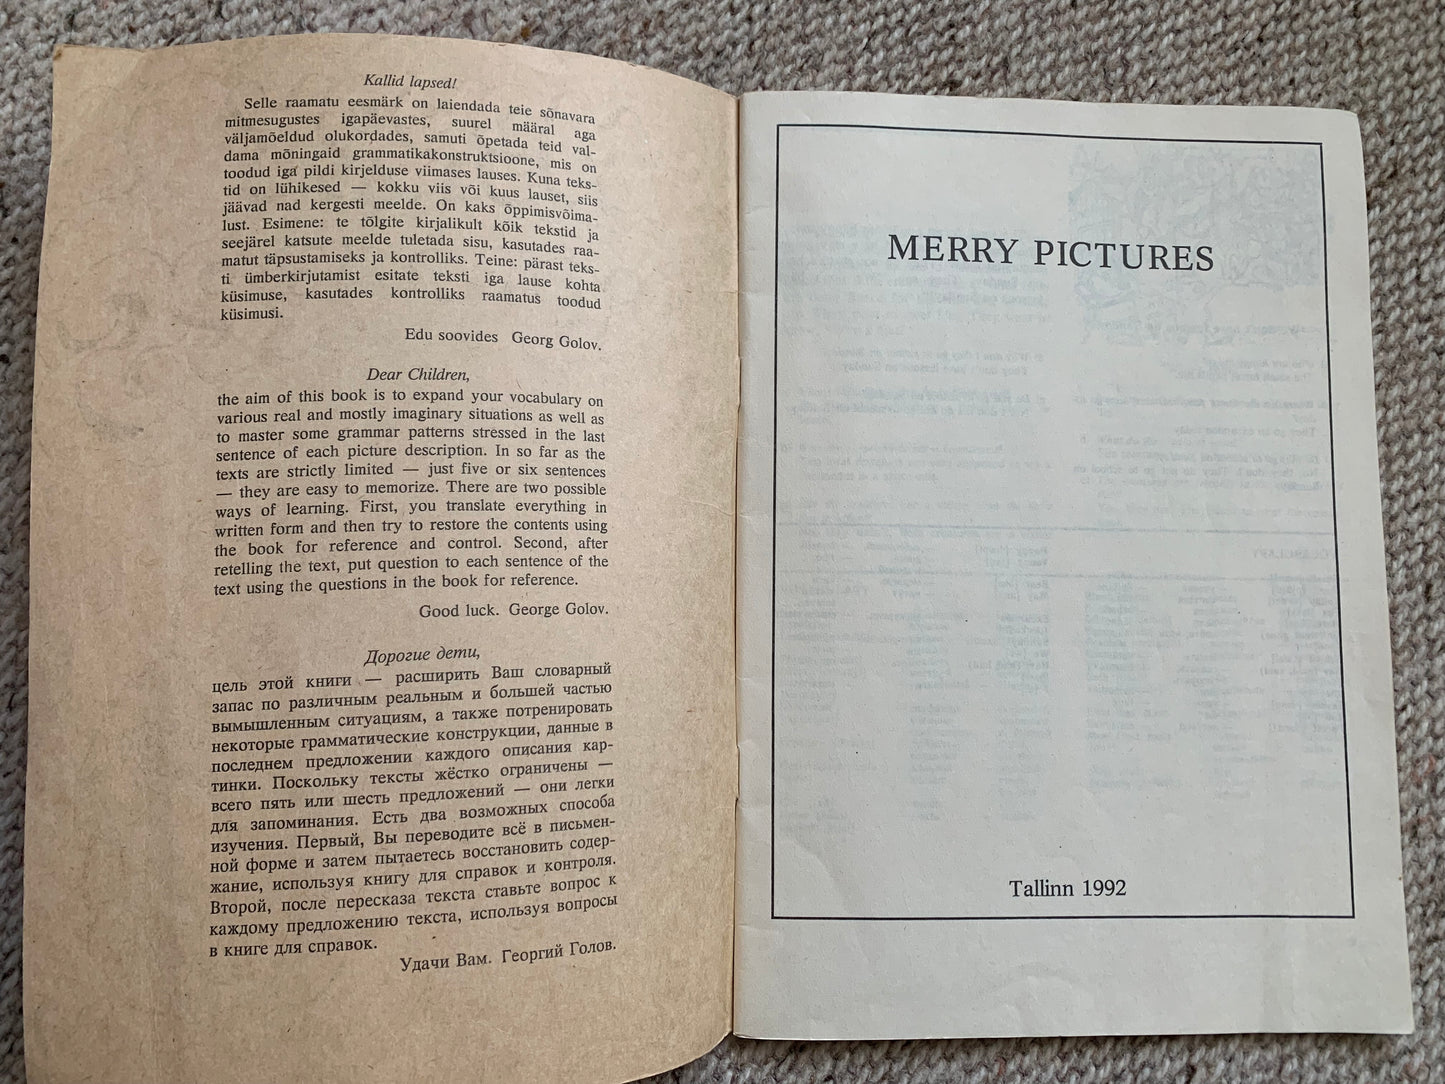 Kallid lapsed!
Selle raamatu eesmärk on laiendada teie sõnavara
mitmesugustes igapäevastes, suurel määral aga
väljamõeldud olukordades, samuti õpetada teid val-
dama mõningaid grammatikakonstruktsioone, mis on
toodud iga pildi kirjelduse viimases lauses. Kuna teks-
tid on lühikesed — kokku viis või kuus lauset, siis
jäävad nad kergesti meelde. On kaks õppimisvõima-
lust. Esimene: te tõlgite kirjalikult kõik tekstid ja
seejärel katsute meelde tuletada sisu, kasutades raa-
matut täpsustamiseks ja kontrolliks. Teine: pärast teks-
ti ümberkirjutamist esitate teksti iga lause kohta
küsimuse, kasutades kontrolliks raamatus toodud
küsimusi.
Edu soovides Georg Golov.
Dear Children,
the aim of this book is to expand your vocabulary on
various real and mostly imaginary situations as well as
to master some grammar patterns stressed in the last
sentence of each picture description. In so far as the
texts are strictly limited — just five or six sentences
— they are easy to memorize. There are two possible
ways of learning. First, you translate everything in
written form and then try to restore the contents using
the book for reference and control. Second, after
retelling the text, put question to each sentence of the
text using the questions in the book for reference.
Good luck. George Golov.
Дорогие дети,
цель этой книги — расширить Ваш словарный
запас по различным реальным и большей частью
вымышленным ситуациям, а также потренировать
некоторые грамматические конструкции, данные в
последнем предложении каждого описания кар-
тинки. Поскольку тексты жёстко ограничены —
всего пять или шесть предложений — они легки
для запоминания. Есть два возможных способа
изучения. Первый, Вы переводите всё в письмен-
ной форме и затем пытаетесь восстановить содер-
жание, используя книгу для справок и контроля.
Второй, после пересказа текста ставьте вопрос к
каждому предложению текста, используя вопросы
в книге для справок.
Удачи Вам. Георгий Голов.
MERRY PICTURES
Tallinn 1992